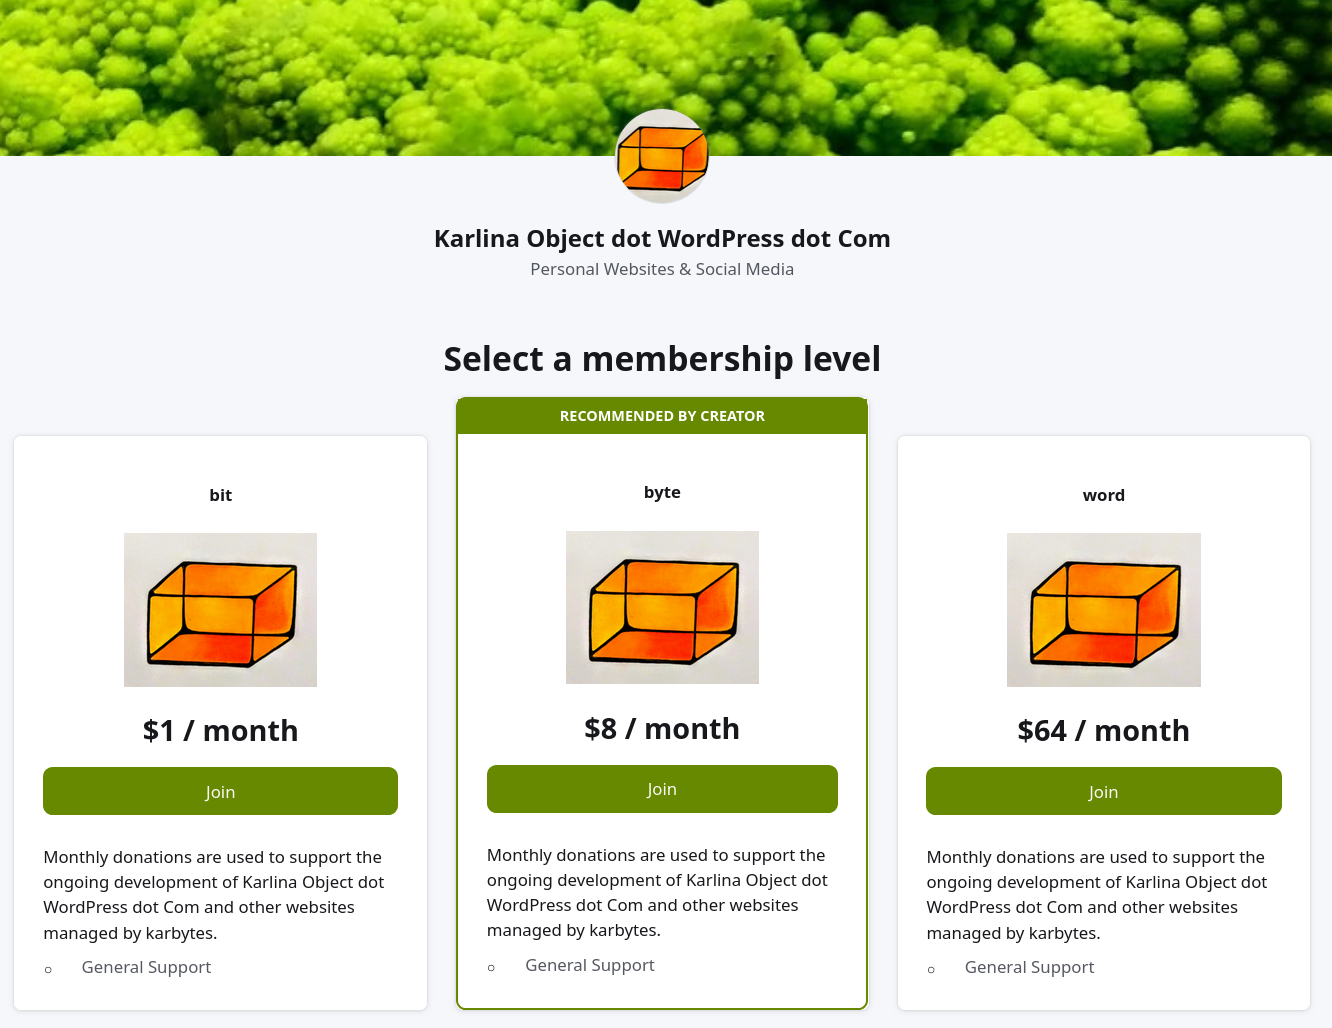 Karlina Object dot WordPress dot Com
Personal Websites & Social Media
Select a membership level
bit
$1 / month
Join
Monthly donations are used to support the
ongoing development of Karlina Object dot
WordPress dot Com and other websites
managed by karbytes.
General Support
RECOMMENDED BY CREATOR
byte
$8 / month
Join
Monthly donations are used to support the
ongoing development of Karlina Object dot
WordPress dot Com and other websites
managed by karbytes.
General Support
word
$64 / month
Join
Monthly donations are used to support the
ongoing development of Karlina Object dot
WordPress dot Com and other websites
managed by karbytes.
General Support